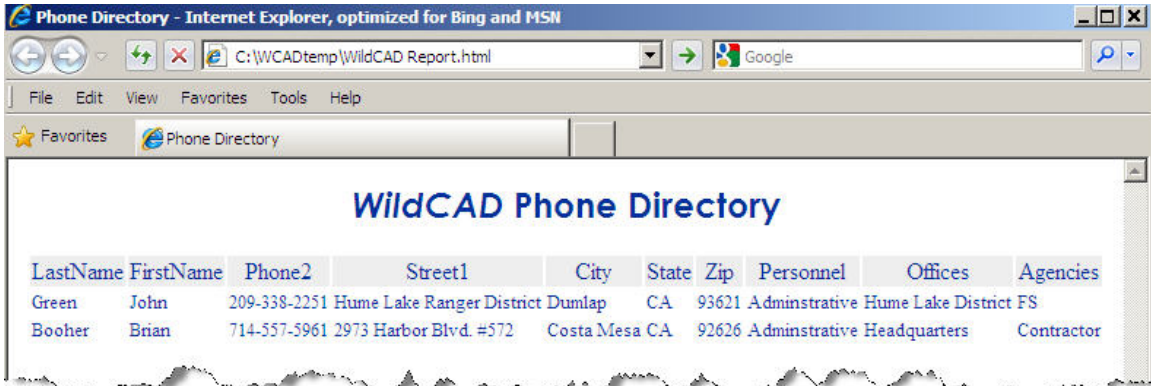 Phone Directory - Internet Explorer, optimized for Bing and MSN
C:\WCADtemp\WildCAD Report.html Google
File Edit View Favorites Tools Help
Favorites Phone Directory
WildCAD Phone Directory
LastName FirstName Phone2 Street1 City State Zip Personnel Offices Agencies
Green John 209-338-2251 Hume Lake Ranger District Dumlap CA 93621 Adminstrative Hume Lake District FS
Booher Brian 714-557-5961 2973 Harbor Blvd. #572 Costa Mesa CA 92626 Adminstrative Headquarters Contractor